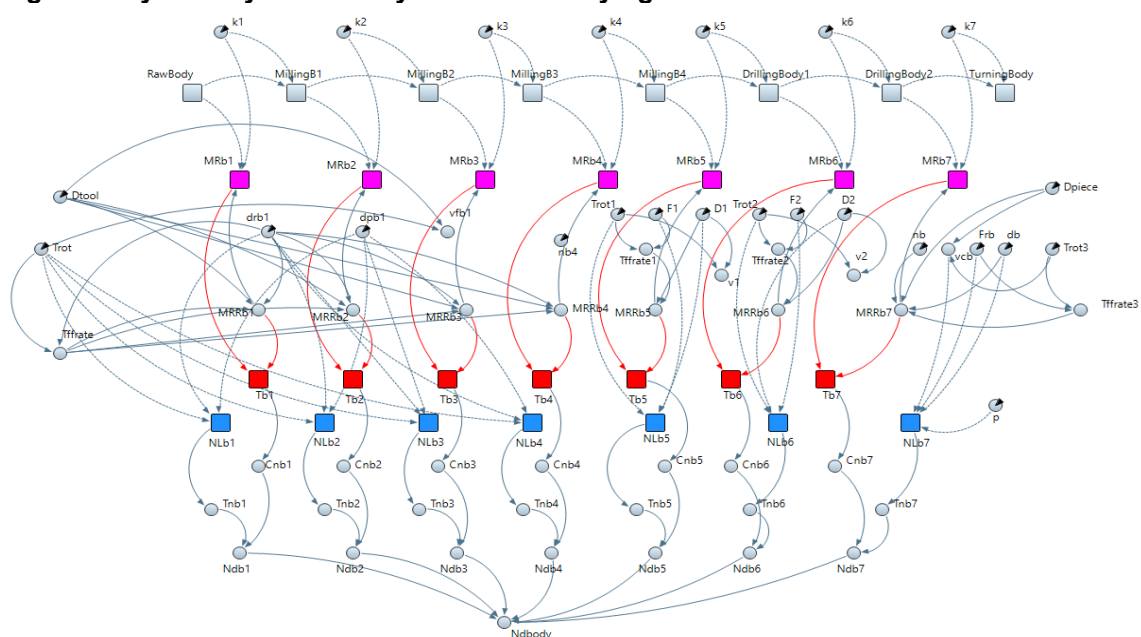 k1 k2 k3 k4 k5 k6 k7
RawBody MillingB1 MillingB2 MillingB3 MillingB4 DrillingBody1 DrillingBody2 TurningBody
MRb1 MRb2 MRb3 MRb4 MRb5 MRb6 MRb7
Dtool drb1 dpb1 vfb1 Trot1 F1 D1 Trot2 F2 D2 Dpiece
Trot nb4 Tffrate1 v1 Tffrate2 v2 nb vcb Frb db Trot3
Tffrate MRRb1 MRRb2 MRRb3 MRRb4 MRRb5 MRRb6 MRRb7 Tffrate3
Tb1 Tb2 Tb3 Tb4 Tb5 Tb6 Tb7
NLb1 NLb2 NLb3 NLb4 NLb5 NLb6 NLb7 p
Cnb1 Cnb2 Cnb3 Cnb4 Cnb5 Cnb6 Cnb7
Tnb1 Tnb2 Tnb3 Tnb4 Tnb5 Tnb6 Tnb7
Ndb1 Ndb2 Ndb3 Ndb4 Ndb5 Ndb6 Ndb7
Ndbody